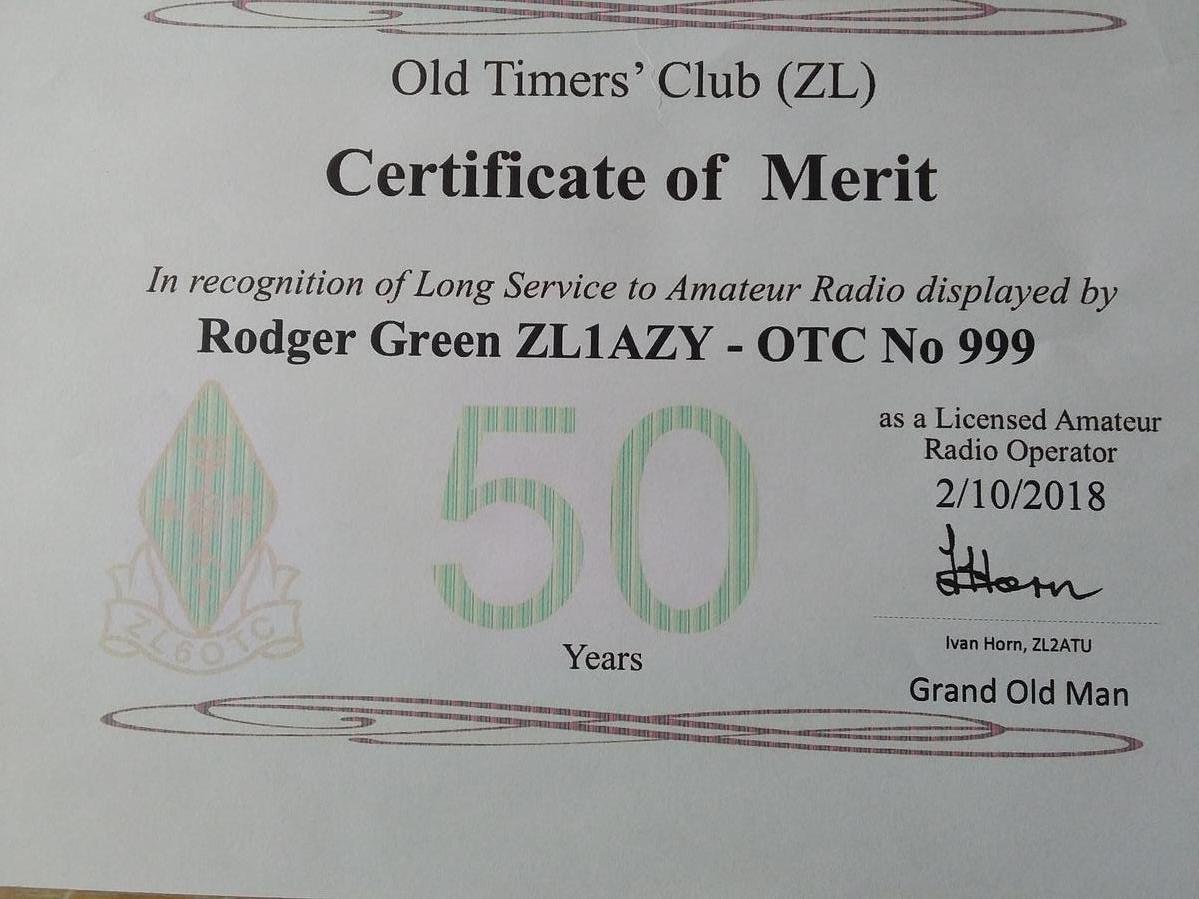 Old Timers' Club (ZL)
Certificate of Merit
In recognition of Long Service to Amateur Radio displayed by
Rodger Green ZL1AZY - OTC No 999
50
Years
as a Licensed Amateur
Radio Operator
2/10/2018
I Horn
Ivan Horn, ZL2ATU
Grand Old Man
ZL6OTC